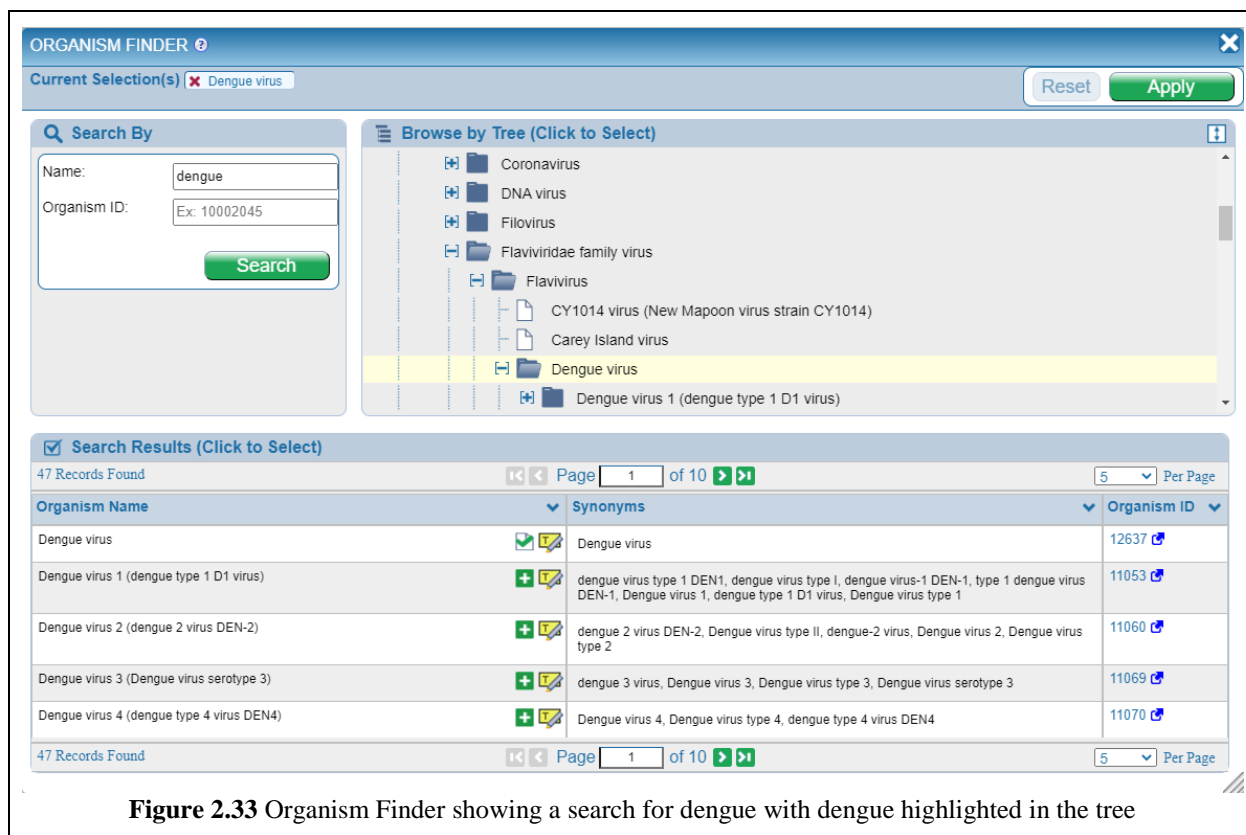 ORGANISM FINDER
Current Selection(s) Dengue virus
Reset Apply
Search By
Name: dengue
Organism ID: Ex: 10002045
Search
Browse by Tree (Click to Select)
Coronavirus
DNA virus
Filovirus
Flaviviridae family virus
Flavivirus
CY1014 virus (New Mapoon virus strain CY1014)
Carey Island virus
Dengue virus
Dengue virus 1 (dengue type 1 D1 virus)
Search Results (Click to Select)
47 Records Found Page 1 of 10 5 Per Page
Organism Name Synonyms Organism ID
Dengue virus Dengue virus 12637
Dengue virus 1 (dengue type 1 D1 virus) dengue virus type 1 DEN1, dengue virus type I, dengue virus-1 DEN-1, type 1 dengue virus 11053
DEN-1, Dengue virus 1, dengue type 1 D1 virus, Dengue virus type 1
Dengue virus 2 (dengue 2 virus DEN-2) dengue 2 virus DEN-2, Dengue virus type II, dengue-2 virus, Dengue virus 2, Dengue virus 11060
type 2
Dengue virus 3 (Dengue virus serotype 3) dengue 3 virus, Dengue virus 3, Dengue virus type 3, Dengue virus serotype 3 11069
Dengue virus 4 (dengue type 4 virus DEN4) Dengue virus 4, Dengue virus type 4, dengue type 4 virus DEN4 11070
47 Records Found Page 1 of 10 5 Per Page
Figure 2.33 Organism Finder showing a search for dengue with dengue highlighted in the tree